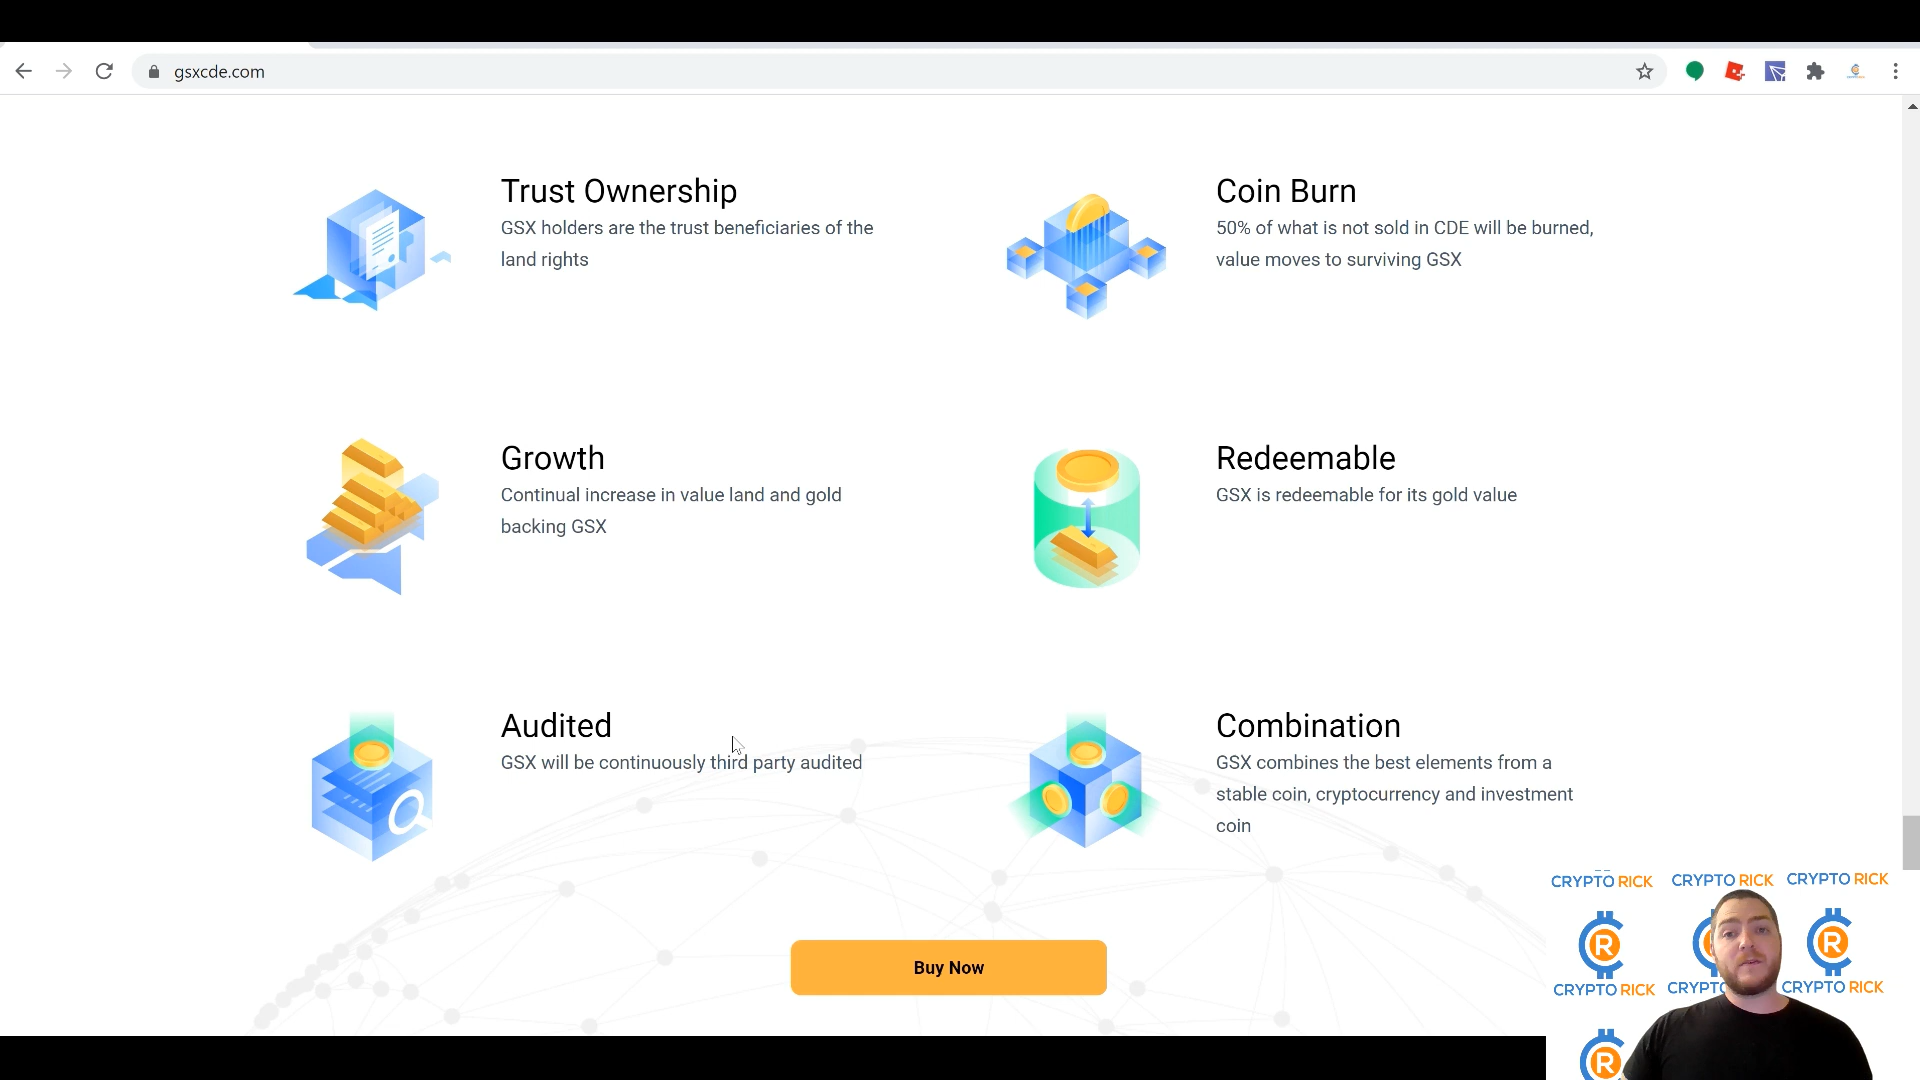 gsxcde.com
Trust Ownership
GSX holders are the trust beneficiaries of the
land rights
Coin Burn
50% of what is not sold in CDE will be burned,
value moves to surviving GSX
Growth
Continual increase in value land and gold
backing GSX
Redeemable
GSX is redeemable for its gold value
Audited
GSX will be continuously third party audited
Combination
GSX combines the best elements from a
stable coin, cryptocurrency and investment
coin
Buy Now
CRYPTO RICK CRYPTO RICK CRYPTO RICK
R R
CRYPTO RICK CRYPTO CRYPTO RICK
R